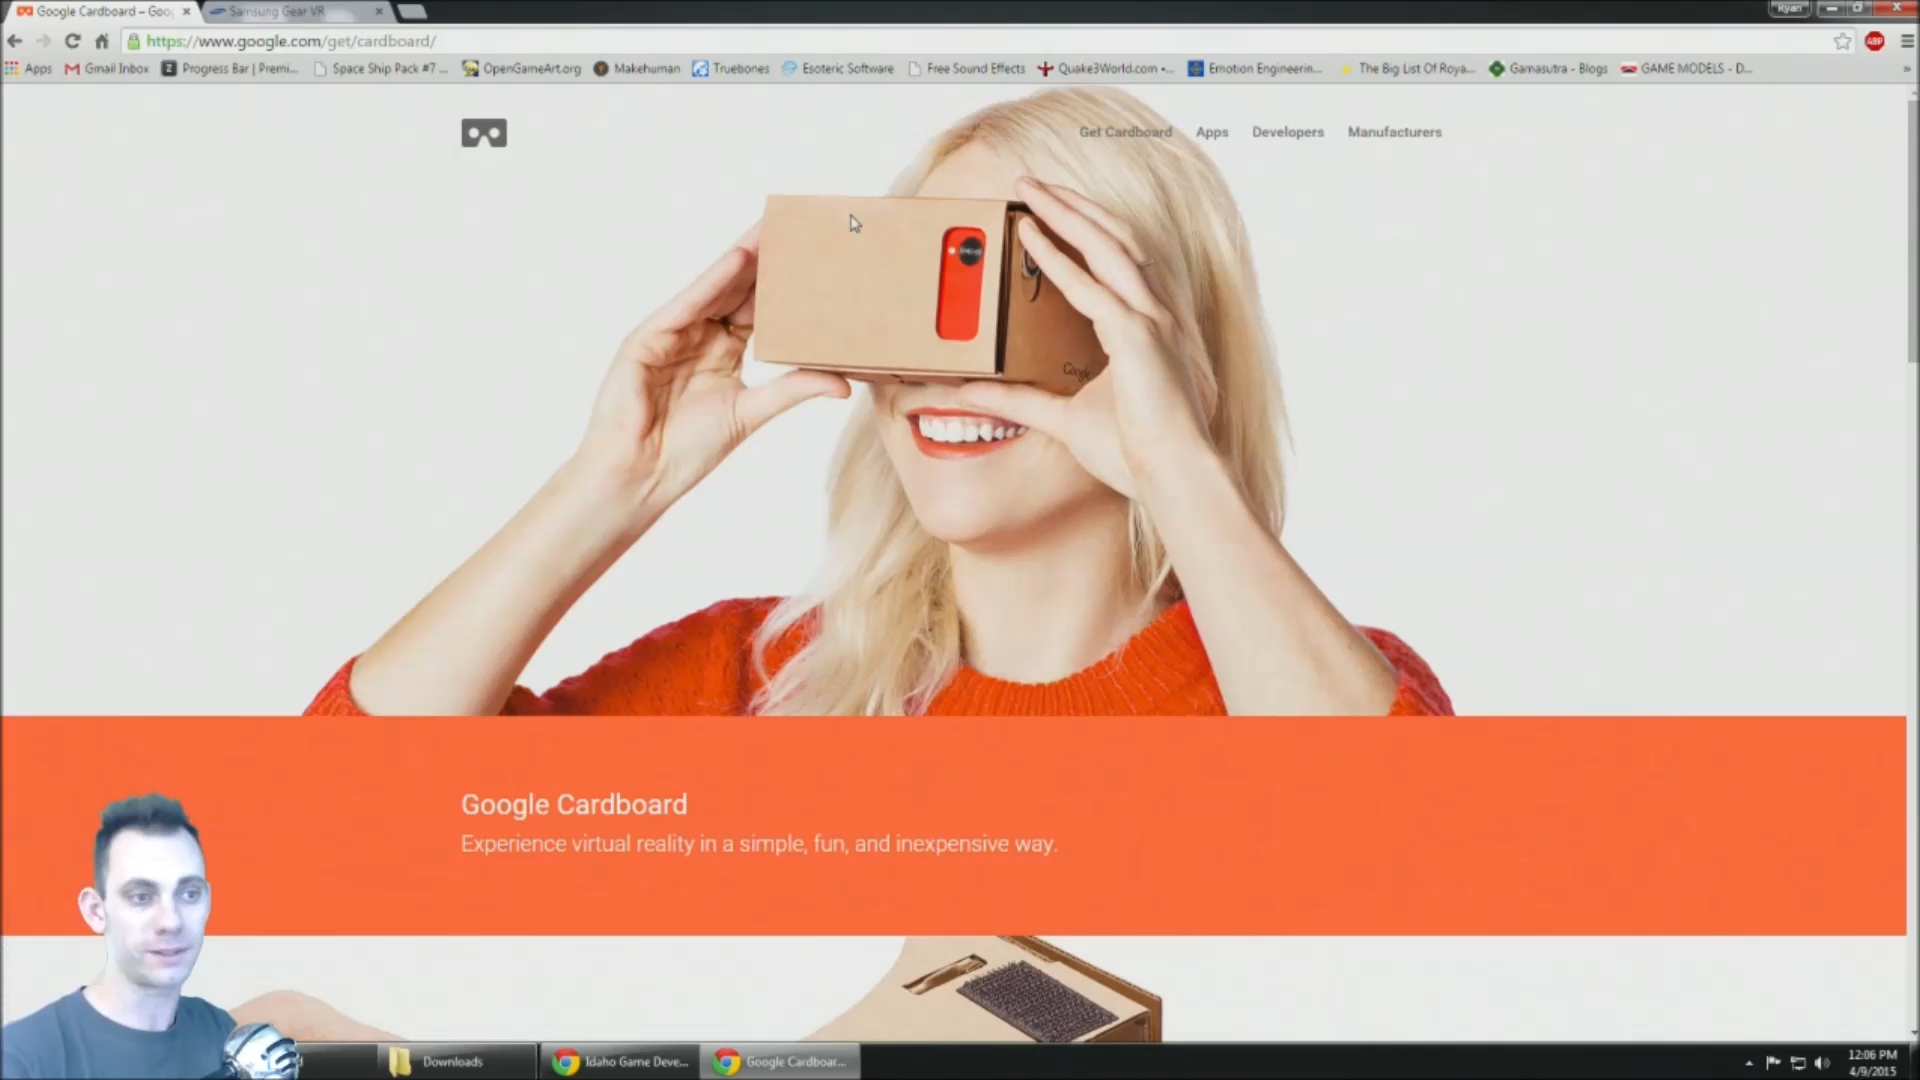 Google Cardboard – Goo
Samsung Gear VR
Ryan
https://www.google.com/get/cardboard/
ABP
Apps
Gmail Inbox
Progress Bar | Premi...
Space Ship Pack #7 ...
OpenGameArt.org
Makehuman
Truebones
Esoteric Software
Free Sound Effects
Quake3World.com •...
Emotion Engineerin...
The Big List Of Roya...
Gamasutra - Blogs
GAME MODELS - D...
»
Get Cardboard
Apps
Developers
Manufacturers
Google
Google Cardboard
Experience virtual reality in a simple, fun, and inexpensive way.
Downloads
Idaho Game Deve...
Google Cardboar...
12:06 PM
4/9/2015